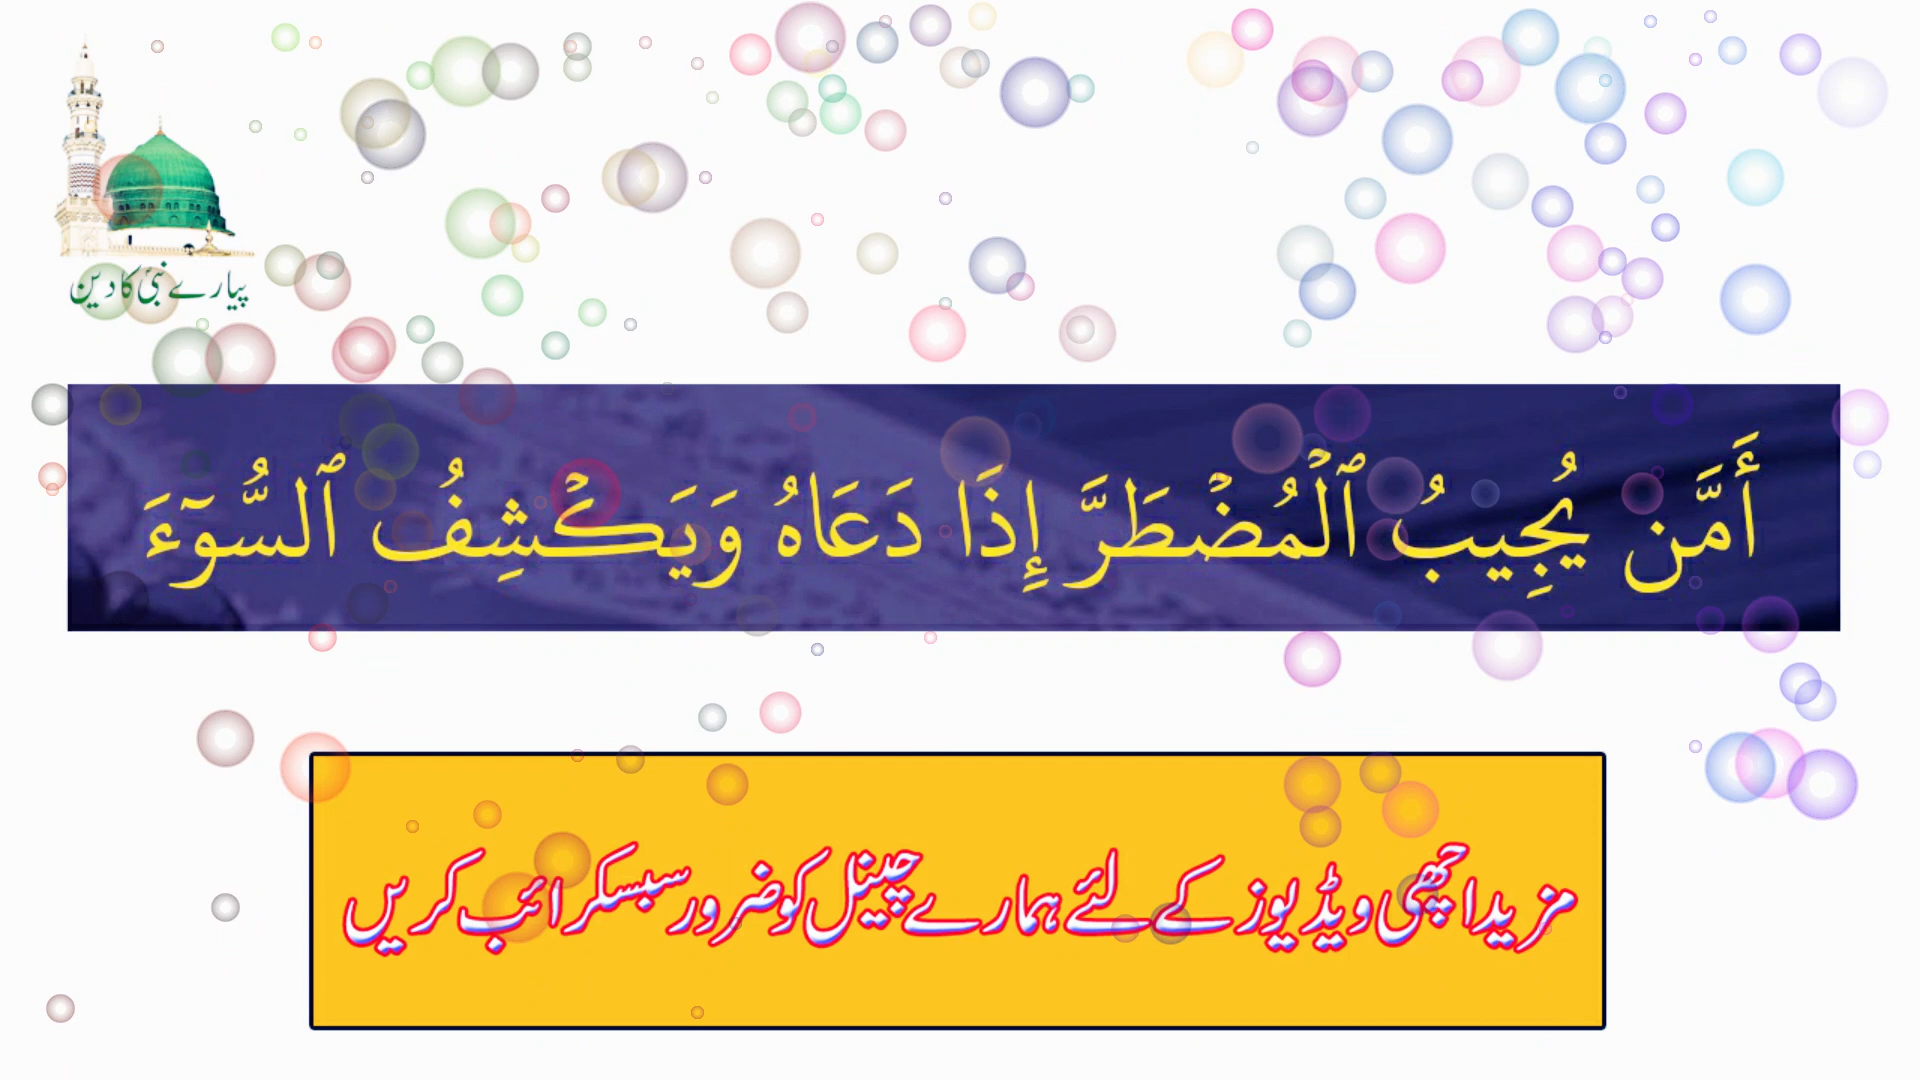 پیارے نبیؐ کا دین
أَمَّن يُجِيبُ ٱلۡمُضۡطَرَّ إِذَا دَعَاهُ وَيَكۡشِفُ ٱلسُّوٓءَ
مزید اچھی ویڈیوز کے لئے ہمارے چینل کو ضرور سبسکرائب کریں